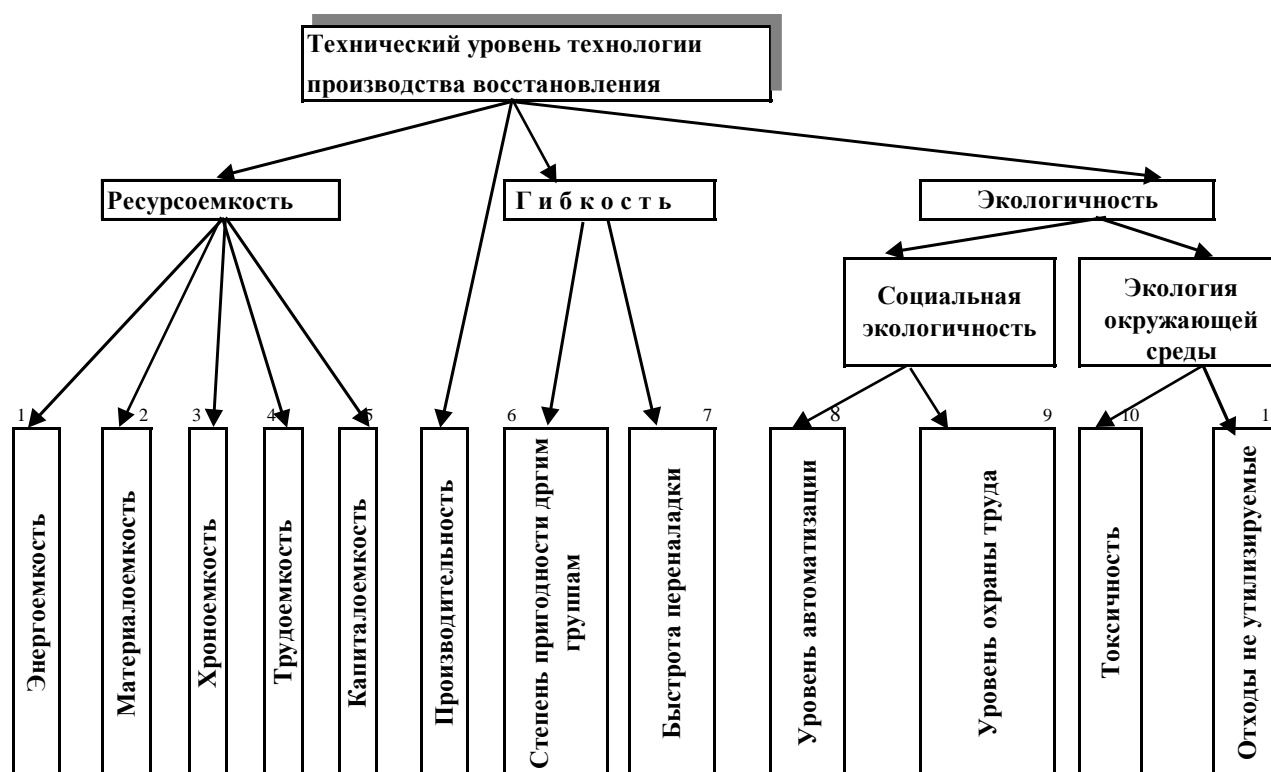 Технический уровень технологии
производства восстановления
Ресурсоемкость
Г и б к о с т ь
Экологичность
Социальная
экологичность
Экология
окружающей
среды
1
2
3
4
5
6
7
8
9
10
1
Энергоемкость
Материалоемкость
Хроноемкость
Трудоемкость
Капиталоемкость
Производительность
Степень пригодности дргим
группам
Быстрота переналадки
Уровень автоматизации
Уровень охраны труда
Токсичность
Отходы не утилизируемые